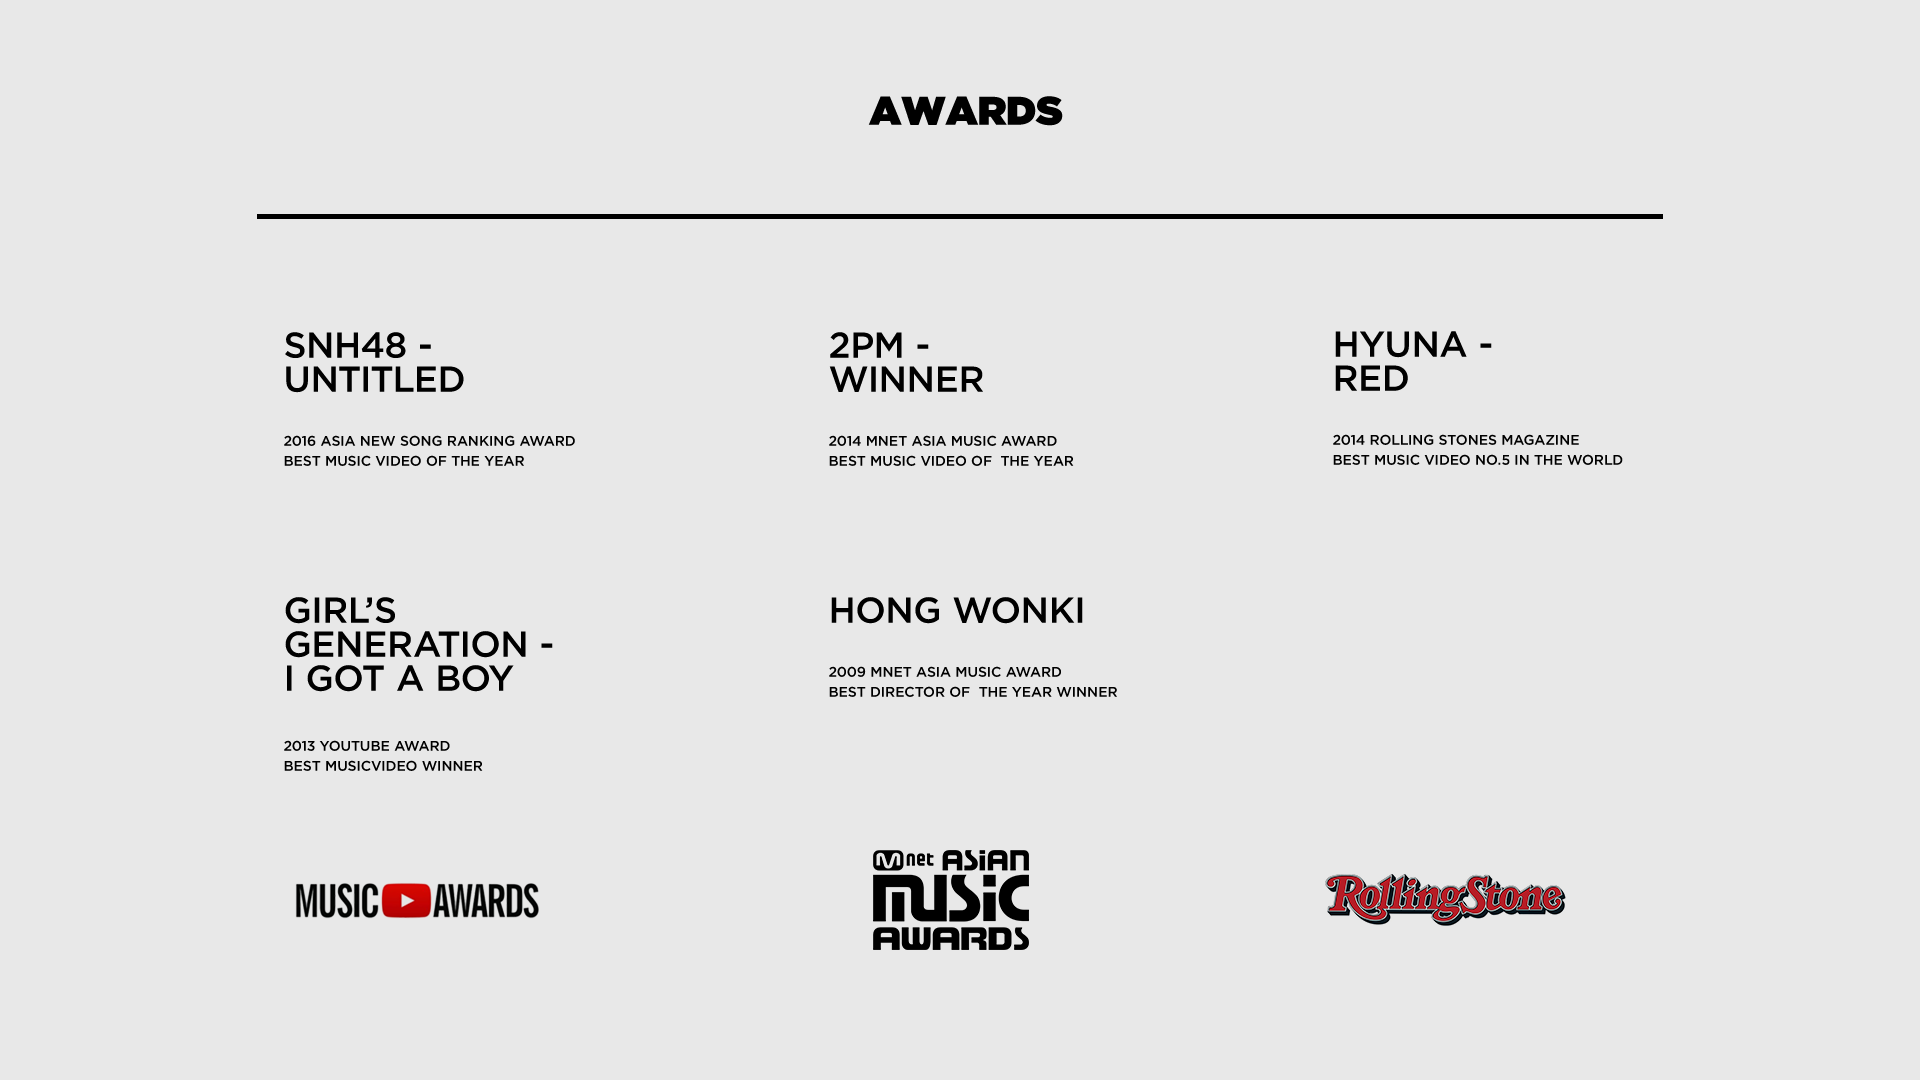 AWARDS
SNH48 -
UNTITLED
2016 ASIA NEW SONG RANKING AWARD
BEST MUSIC VIDEO OF THE YEAR
2PM -
WINNER
2014 MNET ASIA MUSIC AWARD
BEST MUSIC VIDEO OF  THE YEAR
HYUNA -
RED
2014 ROLLING STONES MAGAZINE
BEST MUSIC VIDEO NO.5 IN THE WORLD
GIRL’S
GENERATION -
I GOT A BOY
2013 YOUTUBE AWARD
BEST MUSICVIDEO WINNER
HONG WONKI
2009 MNET ASIA MUSIC AWARD
BEST DIRECTOR OF  THE YEAR WINNER
MUSIC AWARDS
Mnet ASiAN
MUSiC
AWARDS
RollingStone